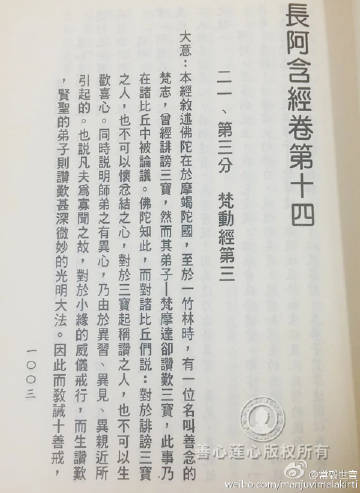 長阿含經卷第十四
二一、第三分 梵動經第三
大意：本經敘述佛陀在於摩竭陀國，至於一竹林時，有一位名叫善念的
梵志，曾經誹謗三寶，然而其弟子—梵摩達卻讚歎三寶，此事乃
在諸比丘中被論議。佛陀知此，而對諸比丘們說：對於誹謗三寶
之人，也不可以懷忿結之心，對於三寶起稱讚之人，也不可以生
歡喜心。同時說明師弟之有異心，乃由於異習、異見、異親近所
引起的。也說凡夫爲寡聞之故，對於小緣的威儀戒行，而生讚歎
，賢聖的弟子則讚歎甚深微妙的光明大法。因此而教誡十善戒，
一〇〇三
善心蓮心版权所有
@常观世音
weibo.com/manjuvimelakirti